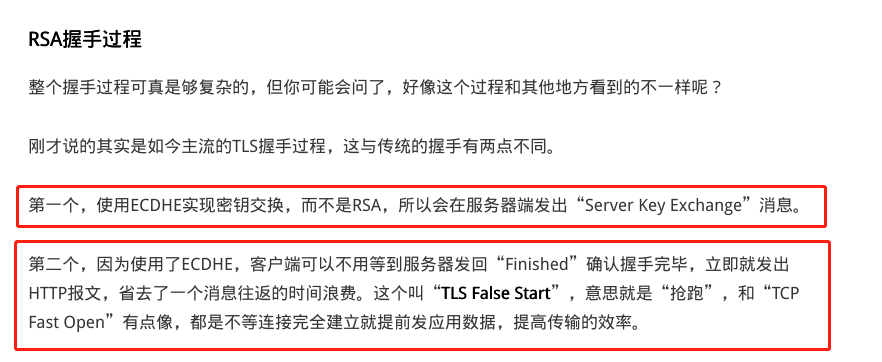 RSA握手过程
整个握手过程可真是够复杂的，但你可能会问了，好像这个过程和其他地方看到的不一样呢？
刚才说的其实是如今主流的TLS握手过程，这与传统的握手有两点不同。
第一个，使用ECDHE实现密钥交换，而不是RSA，所以会在服务器端发出“Server Key Exchange”消息。
第二个，因为使用了ECDHE，客户端可以不用等到服务器发回“Finished”确认握手完毕，立即就发出
HTTP报文，省去了一个消息往返的时间浪费。这个叫“TLS False Start”，意思就是“抢跑”，和“TCP
Fast Open”有点像，都是不等连接完全建立就提前发应用数据，提高传输的效率。